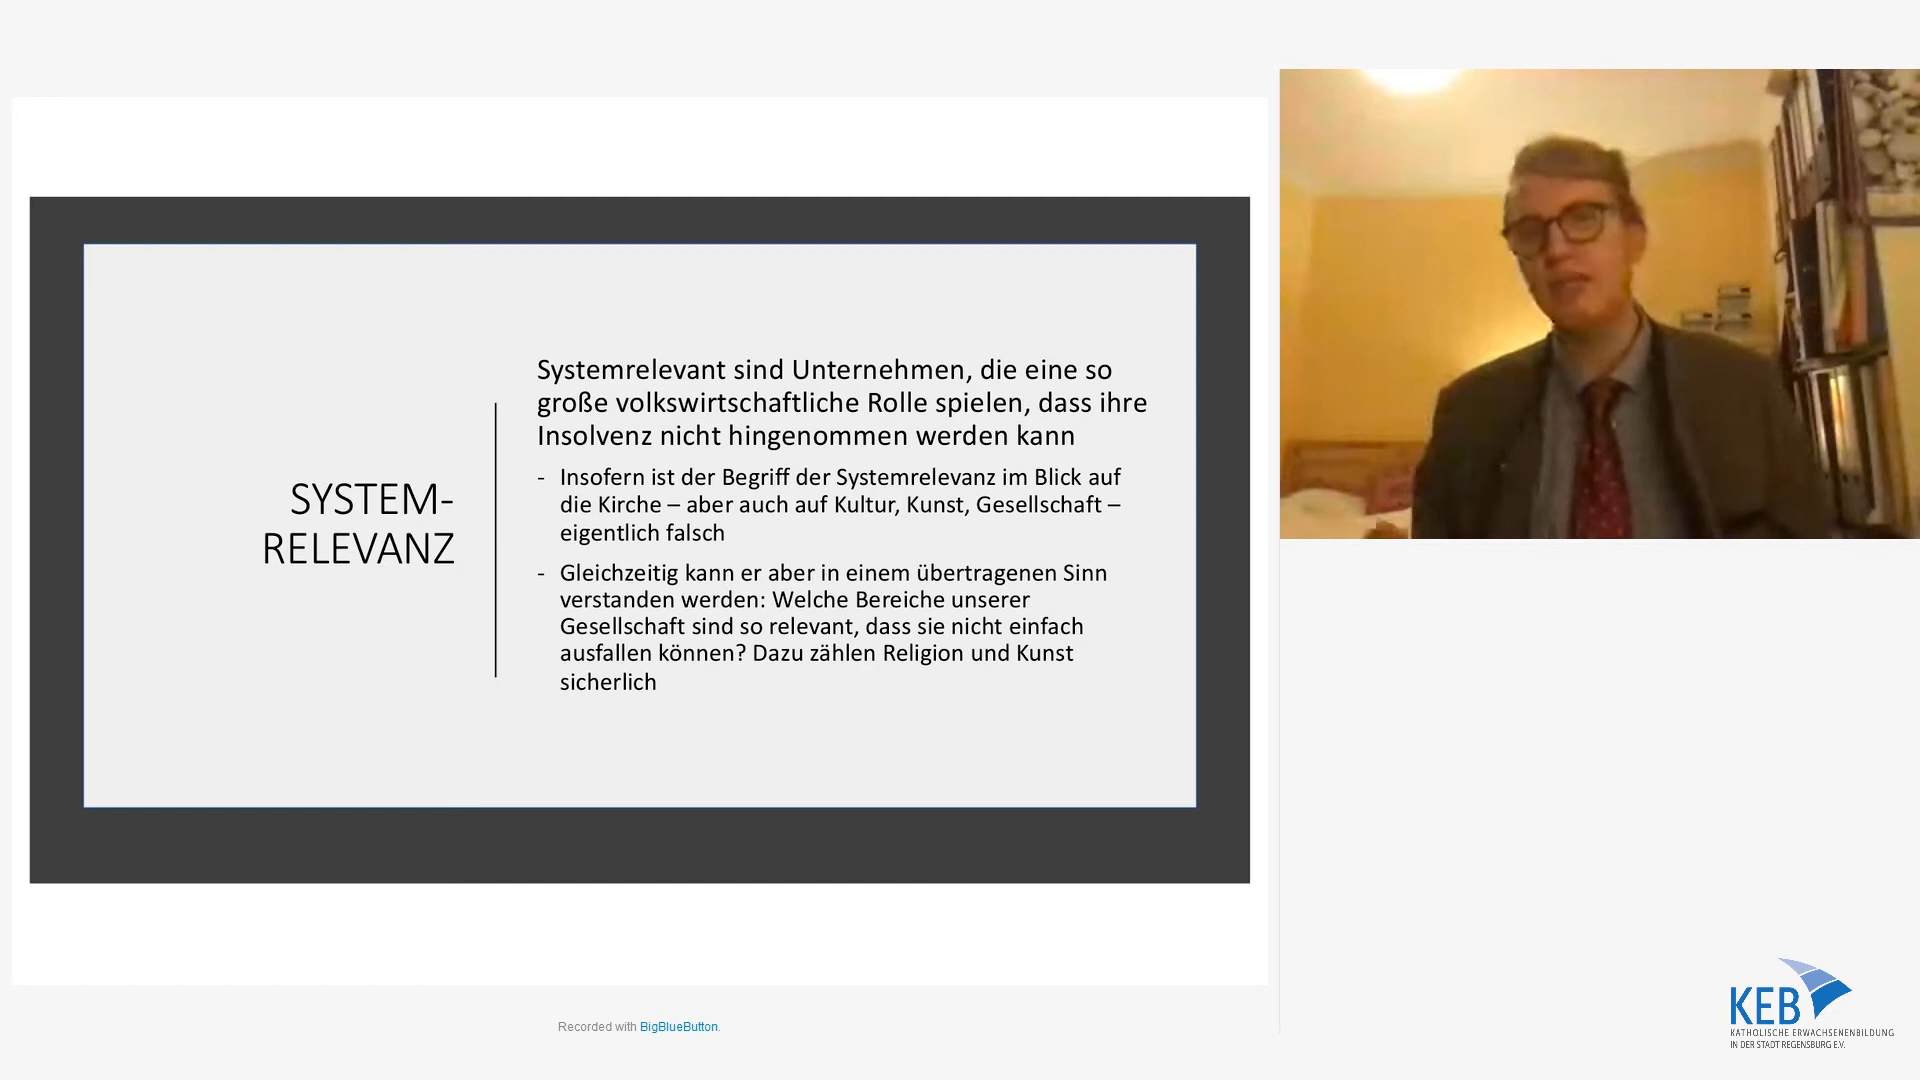 SYSTEM-
RELEVANZ
Systemrelevant sind Unternehmen, die eine so
große volkswirtschaftliche Rolle spielen, dass ihre
Insolvenz nicht hingenommen werden kann
- Insofern ist der Begriff der Systemrelevanz im Blick auf
die Kirche – aber auch auf Kultur, Kunst, Gesellschaft –
eigentlich falsch
- Gleichzeitig kann er aber in einem übertragenen Sinn
verstanden werden: Welche Bereiche unserer
Gesellschaft sind so relevant, dass sie nicht einfach
ausfallen können? Dazu zählen Religion und Kunst
sicherlich
Recorded with BigBlueButton.
KEB
KATHOLISCHE ERWACHSENENBILDUNG
IN DER STADT REGENSBURG E.V.